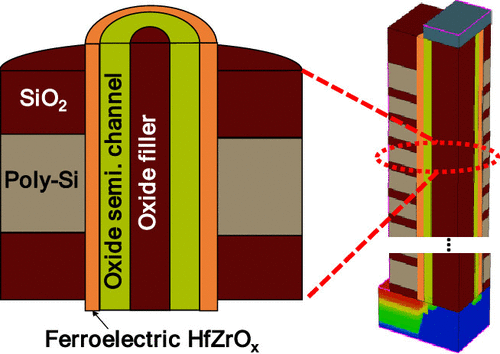 SiO₂
Poly-Si
Oxide semi. channel
Oxide filler
Ferroelectric HfZrOₓ